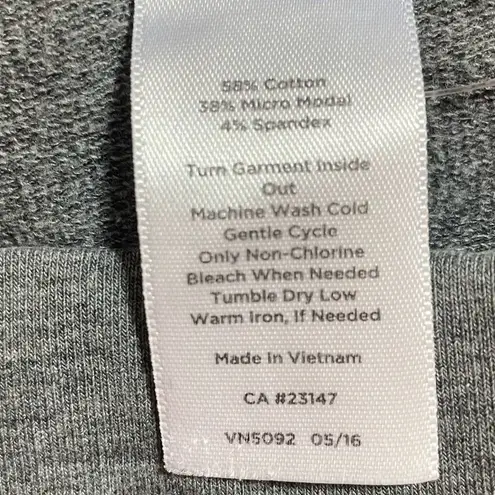 58% Cotton
38% Micro Modal
4% Spandex
Turn Garment Inside
Out
Machine Wash Cold
Gentle Cycle
Only Non-Chlorine
Bleach When Needed
Tumble Dry Low
Warm Iron, If Needed
Made In Vietnam
CA #23147
VN5092 05/16